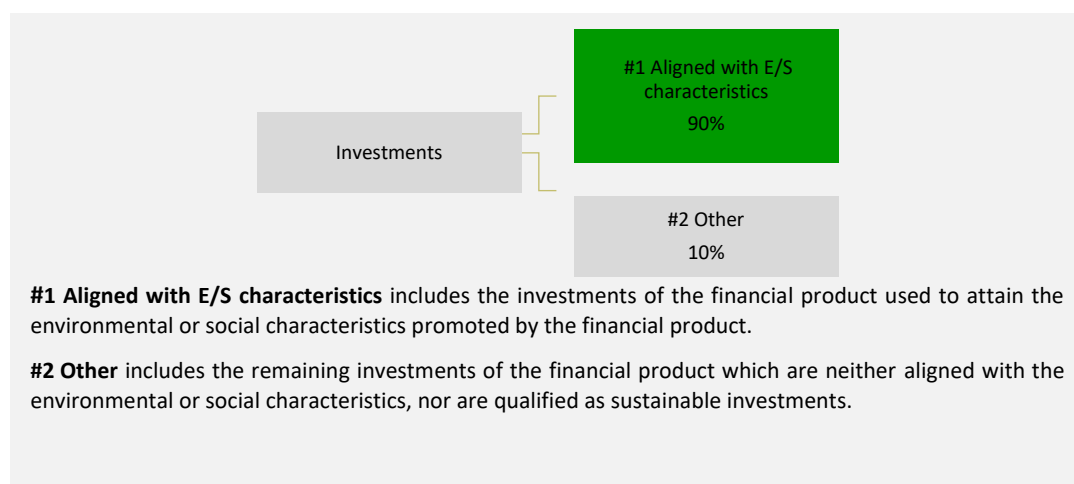 #1 Aligned with E/S
characteristics
90%
Investments
#2 Other
10%
#1 Aligned with E/S characteristics includes the investments of the financial product used to attain the
environmental or social characteristics promoted by the financial product.
#2 Other includes the remaining investments of the financial product which are neither aligned with the
environmental or social characteristics, nor are qualified as sustainable investments.